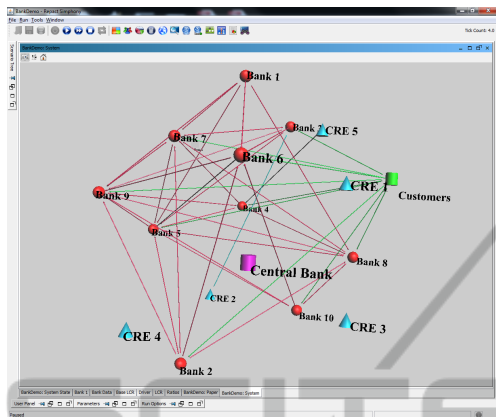 BankDemo - Repast Simphony
File Run Tools Window
Tick Count: 4.0
Scenario Tree
BankDemo: System
Bank 1
Bank 7
CRE 5
Bank 6
CRE 1
Customers
Bank 9
Bank 4
Bank 5
Bank 8
Central Bank
CRE 2
Bank 10
CRE 3
CRE 4
Bank 2
BankDemo: System State Bank 1 Bank Data Base LCR Driver LCR Ratios BankDemo: Paper BankDemo: System
User Panel Parameters Run Options
Paused